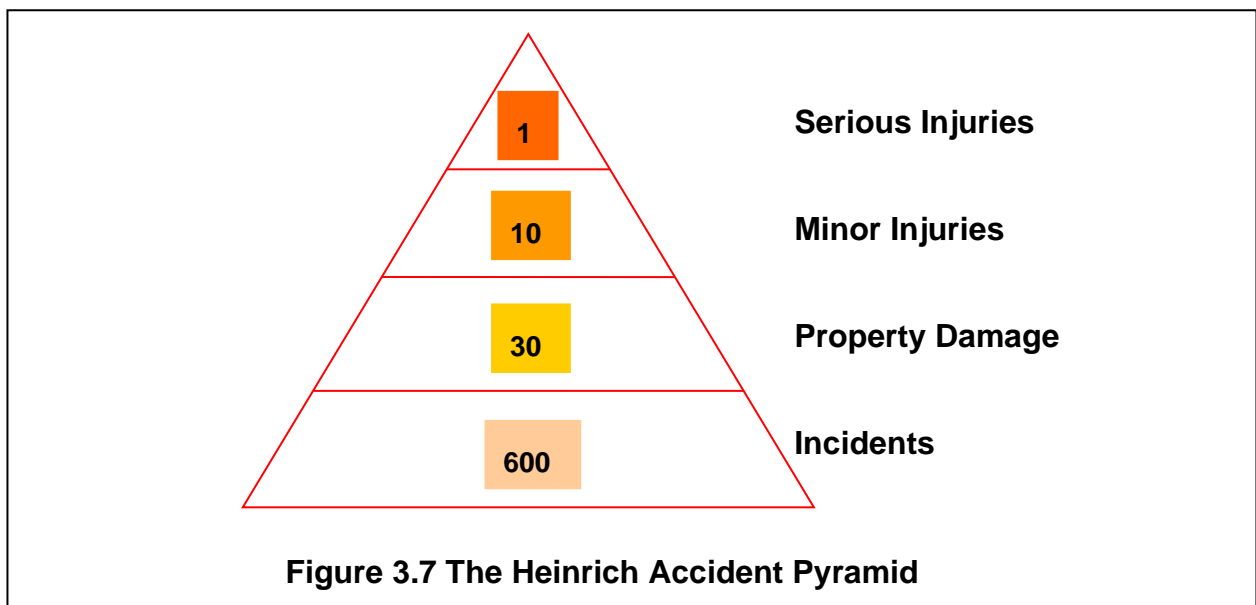 1 Serious Injuries
10 Minor Injuries
30 Property Damage
600 Incidents
Figure 3.7 The Heinrich Accident Pyramid